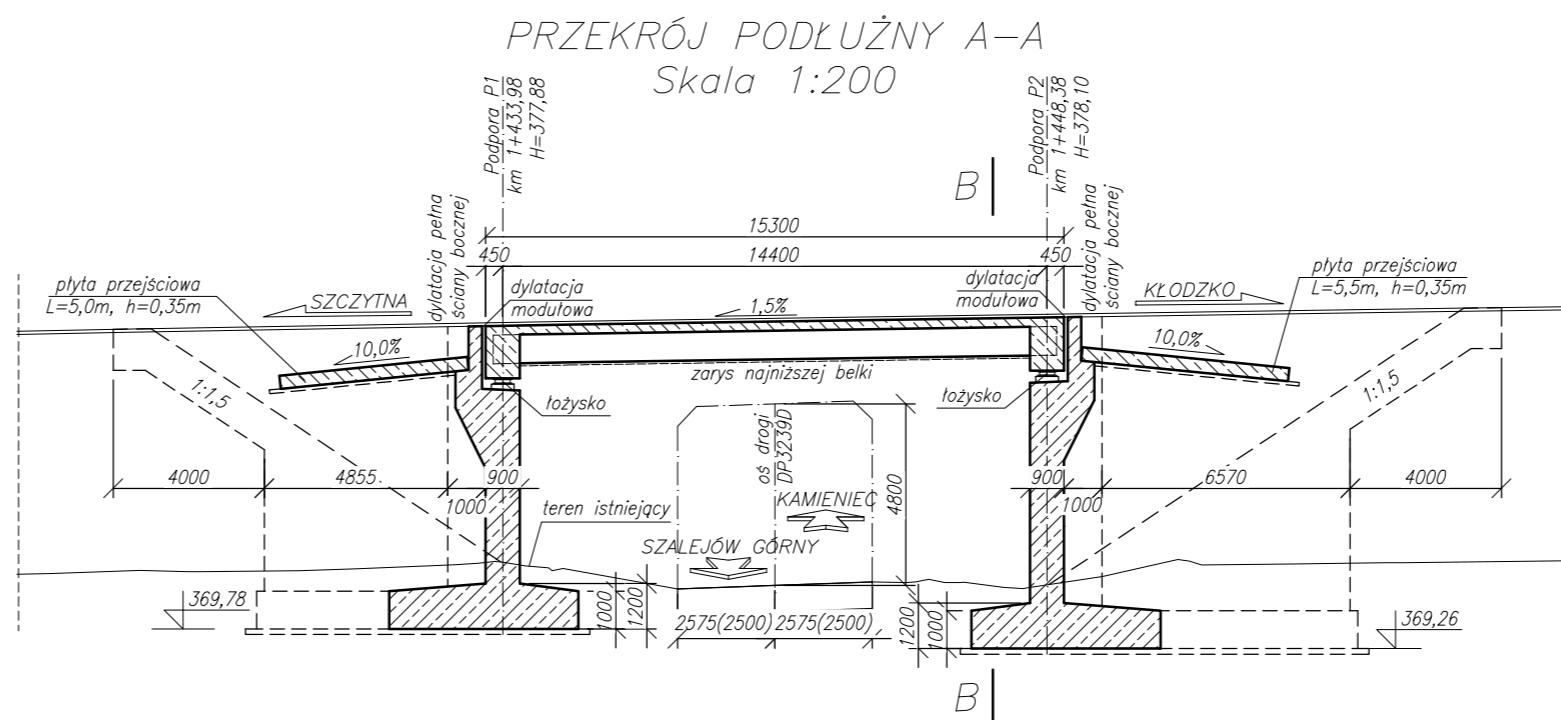 PRZEKRÓJ PODŁUŻNY A–A
Skala 1:200
Podpora P1
km 1+433,98
H=377,88
Podpora P2
km 1+448,38
H=378,10
B
dylatacja pełna
ściany bocznej
dylatacja pełna
ściany bocznej
15300
450
14400
450
płyta przejściowa
L=5,0m, h=0,35m
SZCZYTNA
dylatacja
modułowa
1,5%
dylatacja
modułowa
KŁODZKO
płyta przejściowa
L=5,5m, h=0,35m
10,0%
10,0%
zarys najniższej belki
1:1,5
łożysko
łożysko
1:1,5
oś drogi
DP3239D
4800
4000
4855
900
1000
900
1000
6570
4000
KAMIENIEC
teren istniejący
SZALEJÓW GÓRNY
369,78
1000
1200
2575(2500)
2575(2500)
1200
1000
369,26
B